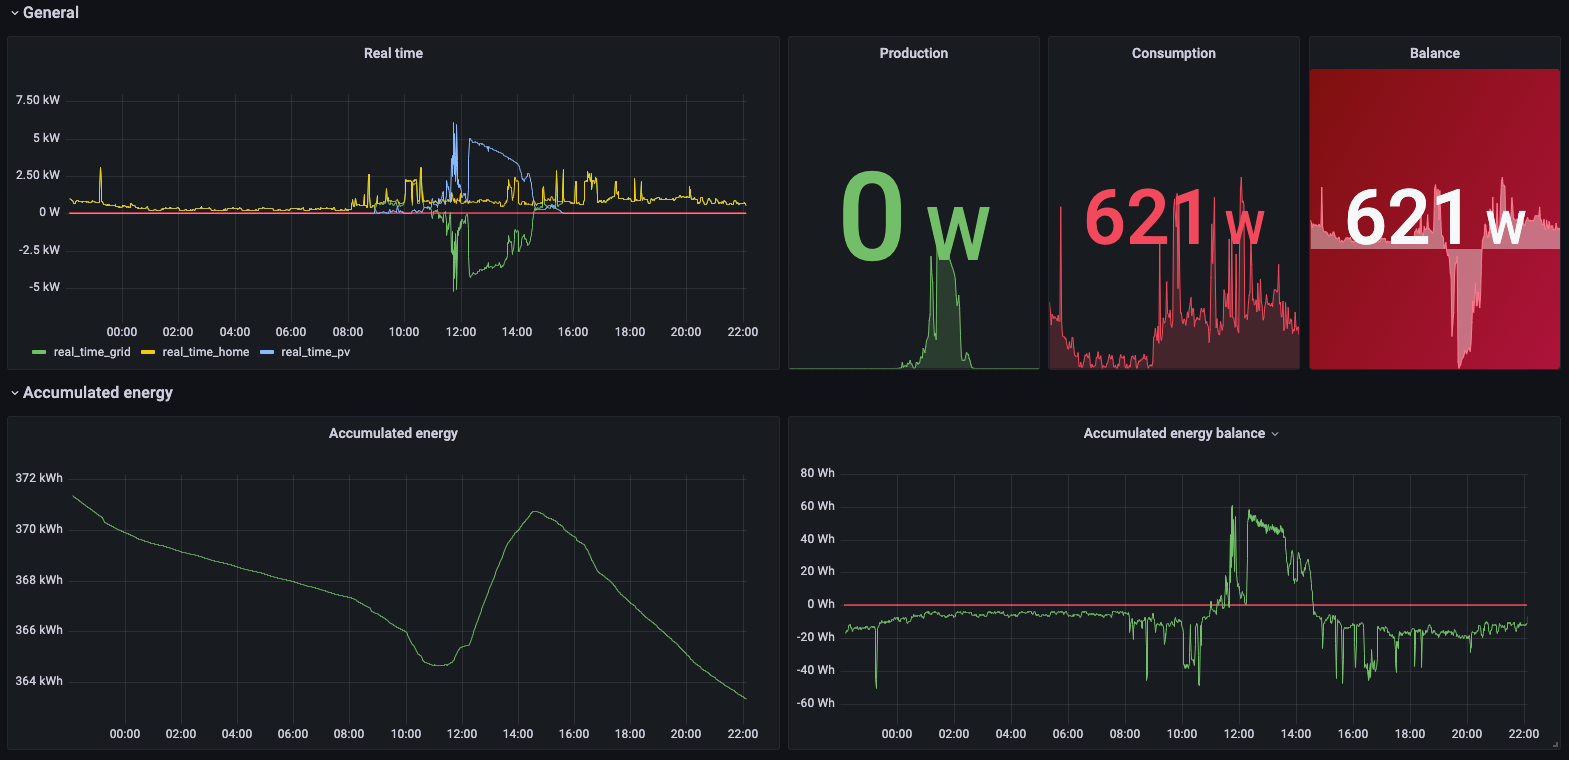 General
Real time
7.50 kW
5 kW
2.50 kW
0 W
-2.5 kW
-5 kW
00:00 02:00 04:00 06:00 08:00 10:00 12:00 14:00 16:00 18:00 20:00 22:00
real_time_grid real_time_home real_time_pv
Production
0 W
Consumption
621 W
Balance
621 W
Accumulated energy
Accumulated energy
372 kWh
370 kWh
368 kWh
366 kWh
364 kWh
00:00 02:00 04:00 06:00 08:00 10:00 12:00 14:00 16:00 18:00 20:00 22:00
Accumulated energy balance
80 Wh
60 Wh
40 Wh
20 Wh
0 Wh
-20 Wh
-40 Wh
-60 Wh
00:00 02:00 04:00 06:00 08:00 10:00 12:00 14:00 16:00 18:00 20:00 22:00